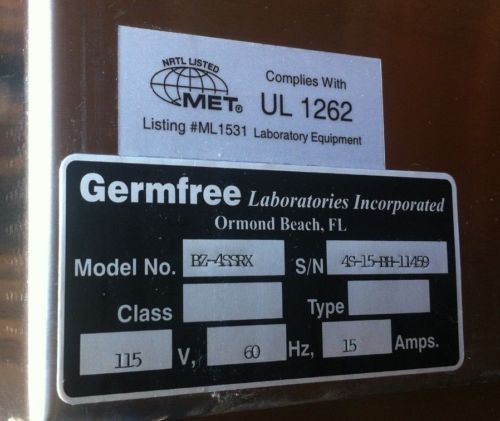 NRTL LISTED
MET®
Complies With
UL 1262
Listing #ML1531 Laboratory Equipment
Germfree Laboratories Incorporated
Ormond Beach, FL
Model No. BZ-4SSRX S/N 4S-15-BH-11459
Class Type
115 V, 60 Hz, 15 Amps.